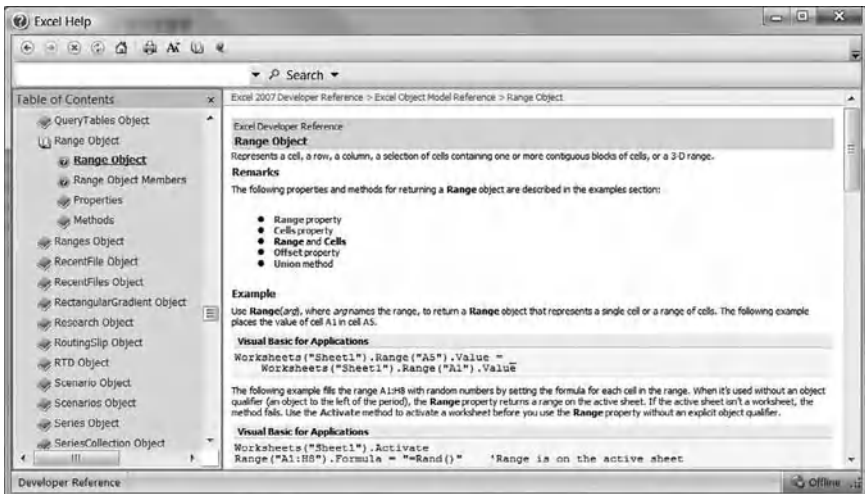 Excel Help
Search
Table of Contents
QueryTables Object
Range Object
Range Object
Range Object Members
Properties
Methods
Ranges Object
RecentFile Object
RecentFiles Object
RectangularGradient Object
Research Object
RoutingSlip Object
RTD Object
Scenario Object
Scenarios Object
Series Object
SeriesCollection Object
Excel 2007 Developer Reference > Excel Object Model Reference > Range Object
Excel Developer Reference
Range Object
Represents a cell, a row, a column, a selection of cells containing one or more contiguous blocks of cells, or a 3-D range.
Remarks
The following properties and methods for returning a Range object are described in the examples section:
● Range property
● Cells property
● Range and Cells
● Offset property
● Union method
Example
Use Range(arg), where arg names the range, to return a Range object that represents a single cell or a range of cells. The following example
places the value of cell A1 in cell A5.
Visual Basic for Applications
Worksheets("Sheet1").Range("A5").Value = _
Worksheets("Sheet1").Range("A1").Value
The following example fills the range A1:H8 with random numbers by setting the formula for each cell in the range. When it's used without an object
qualifier (an object to the left of the period), the Range property returns a range on the active sheet. If the active sheet isn't a worksheet, the
method fails. Use the Activate method to activate a worksheet before you use the Range property without an explicit object qualifier.
Visual Basic for Applications
Worksheets("Sheet1").Activate
Range("A1:H8").Formula = "=Rand()" 'Range is on the active sheet
Developer Reference
Offline